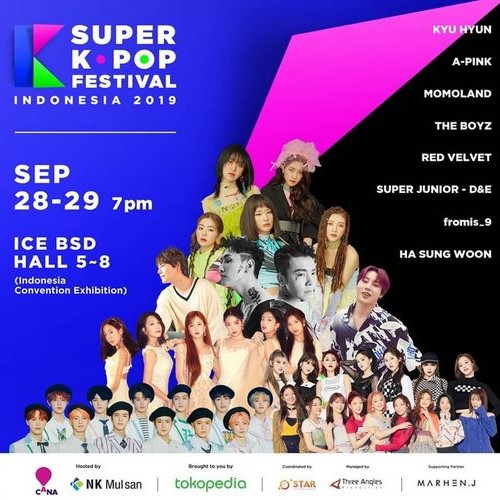 SUPER
K·POP
FESTIVAL
INDONESIA 2019
SEP
28-29 7pm
ICE BSD
HALL 5~8
(Indonesia
Convention Exhibition)
KYU HYUN
A-PINK
MOMOLAND
THE BOYZ
RED VELVET
SUPER JUNIOR - D&E
fromis_9
HA SUNG WOON
CANA
Hosted by
NK Mulsan
Brought to you by
tokopedia
Coordinated by
STAR
Managed by
Three Angles
Supporting Partner
MARHEN.J